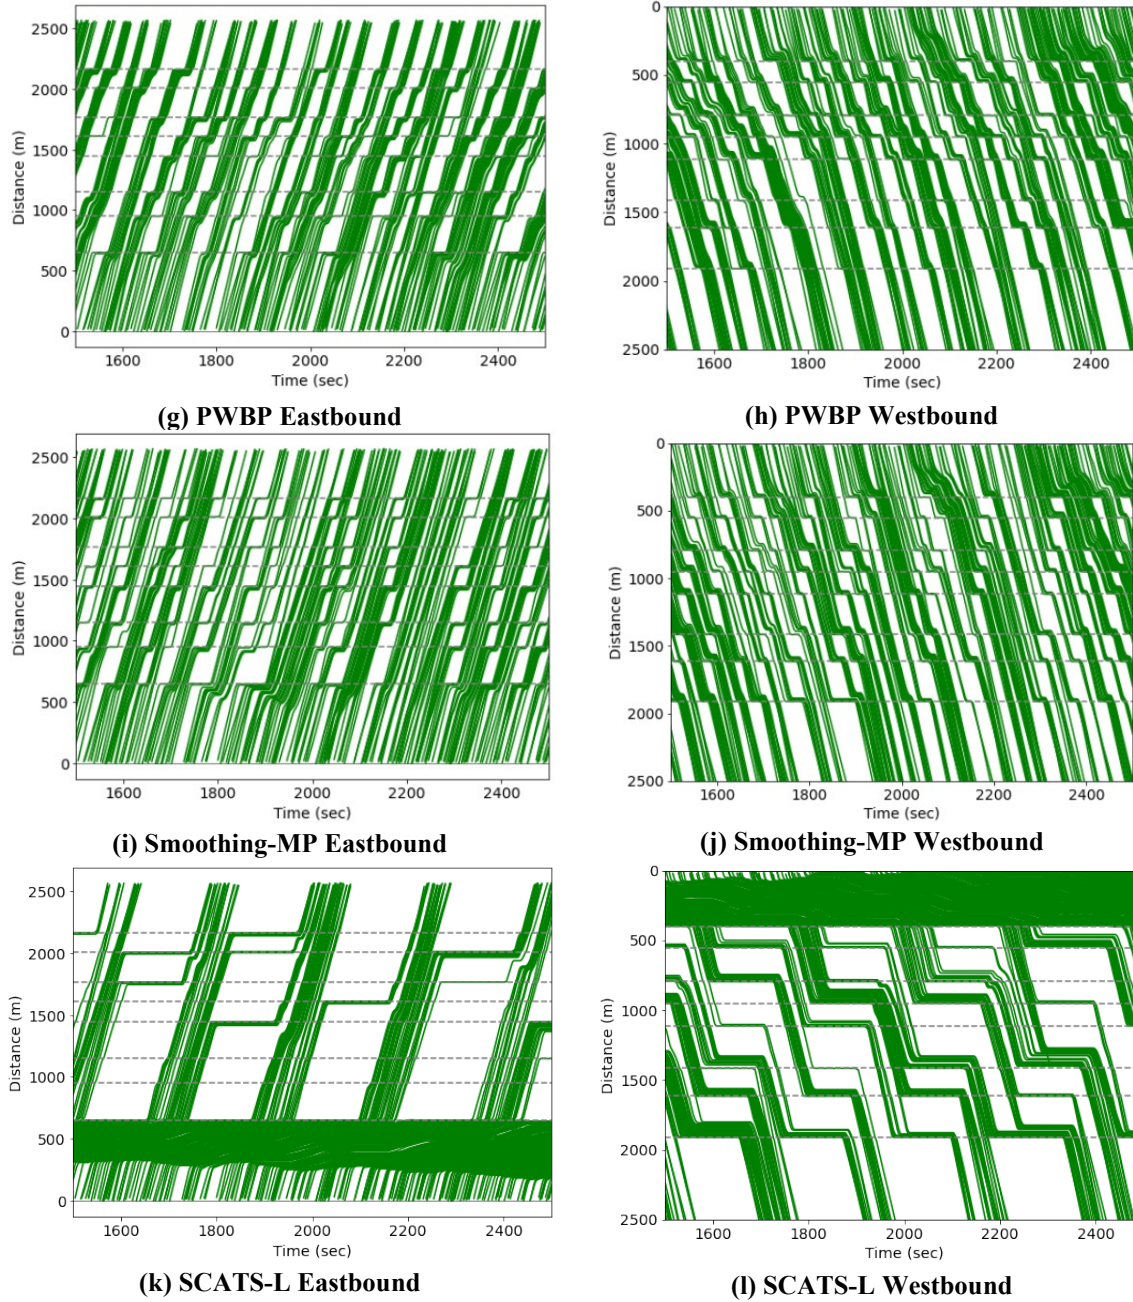 2500
2000
1500
1000
500
0
Distance (m)
1600 1800 2000 2200 2400
Time (sec)
(g) PWBP Eastbound
0
500
1000
1500
2000
2500
Distance (m)
1600 1800 2000 2200 2400
Time (sec)
(h) PWBP Westbound
2500
2000
1500
1000
500
0
Distance (m)
1600 1800 2000 2200 2400
Time (sec)
(i) Smoothing-MP Eastbound
0
500
1000
1500
2000
2500
Distance (m)
1600 1800 2000 2200 2400
Time (sec)
(j) Smoothing-MP Westbound
2500
2000
1500
1000
500
0
Distance (m)
1600 1800 2000 2200 2400
Time (sec)
(k) SCATS-L Eastbound
0
500
1000
1500
2000
2500
Distance (m)
1600 1800 2000 2200 2400
Time (sec)
(l) SCATS-L Westbound